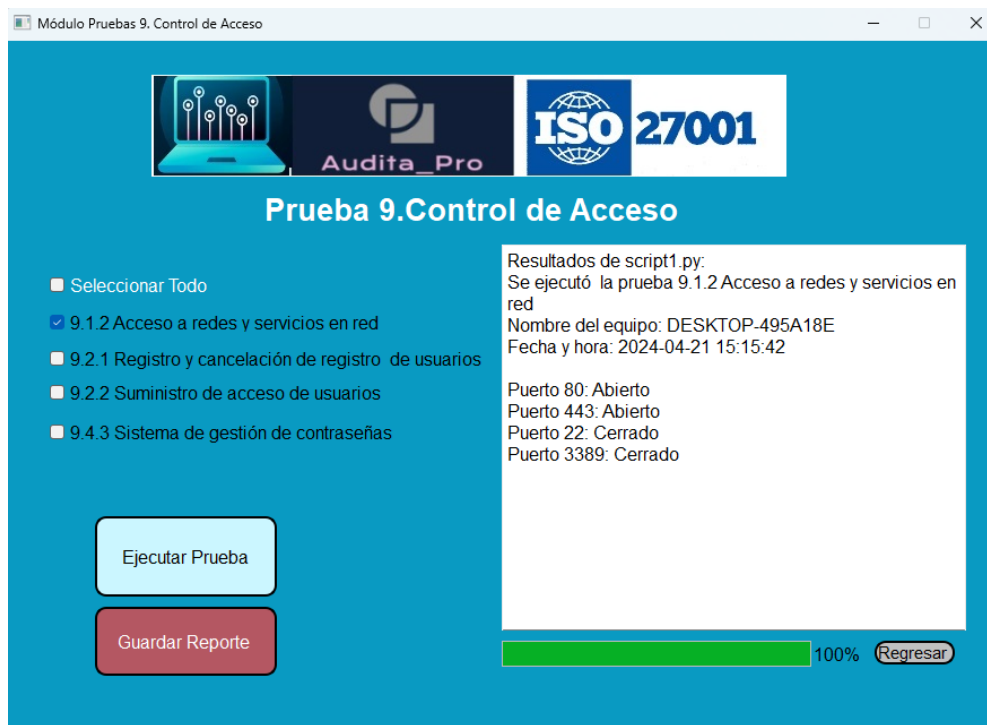 Módulo Pruebas 9. Control de Acceso
Audita_Pro
ISO 27001
Prueba 9.Control de Acceso
Seleccionar Todo
9.1.2 Acceso a redes y servicios en red
9.2.1 Registro y cancelación de registro  de usuarios
9.2.2 Suministro de acceso de usuarios
9.4.3 Sistema de gestión de contraseñas
Ejecutar Prueba
Guardar Reporte
Resultados de script1.py:
Se ejecutó  la prueba 9.1.2 Acceso a redes y servicios en
red
Nombre del equipo: DESKTOP-495A18E
Fecha y hora: 2024-04-21 15:15:42
Puerto 80: Abierto
Puerto 443: Abierto
Puerto 22: Cerrado
Puerto 3389: Cerrado
100%
Regresar